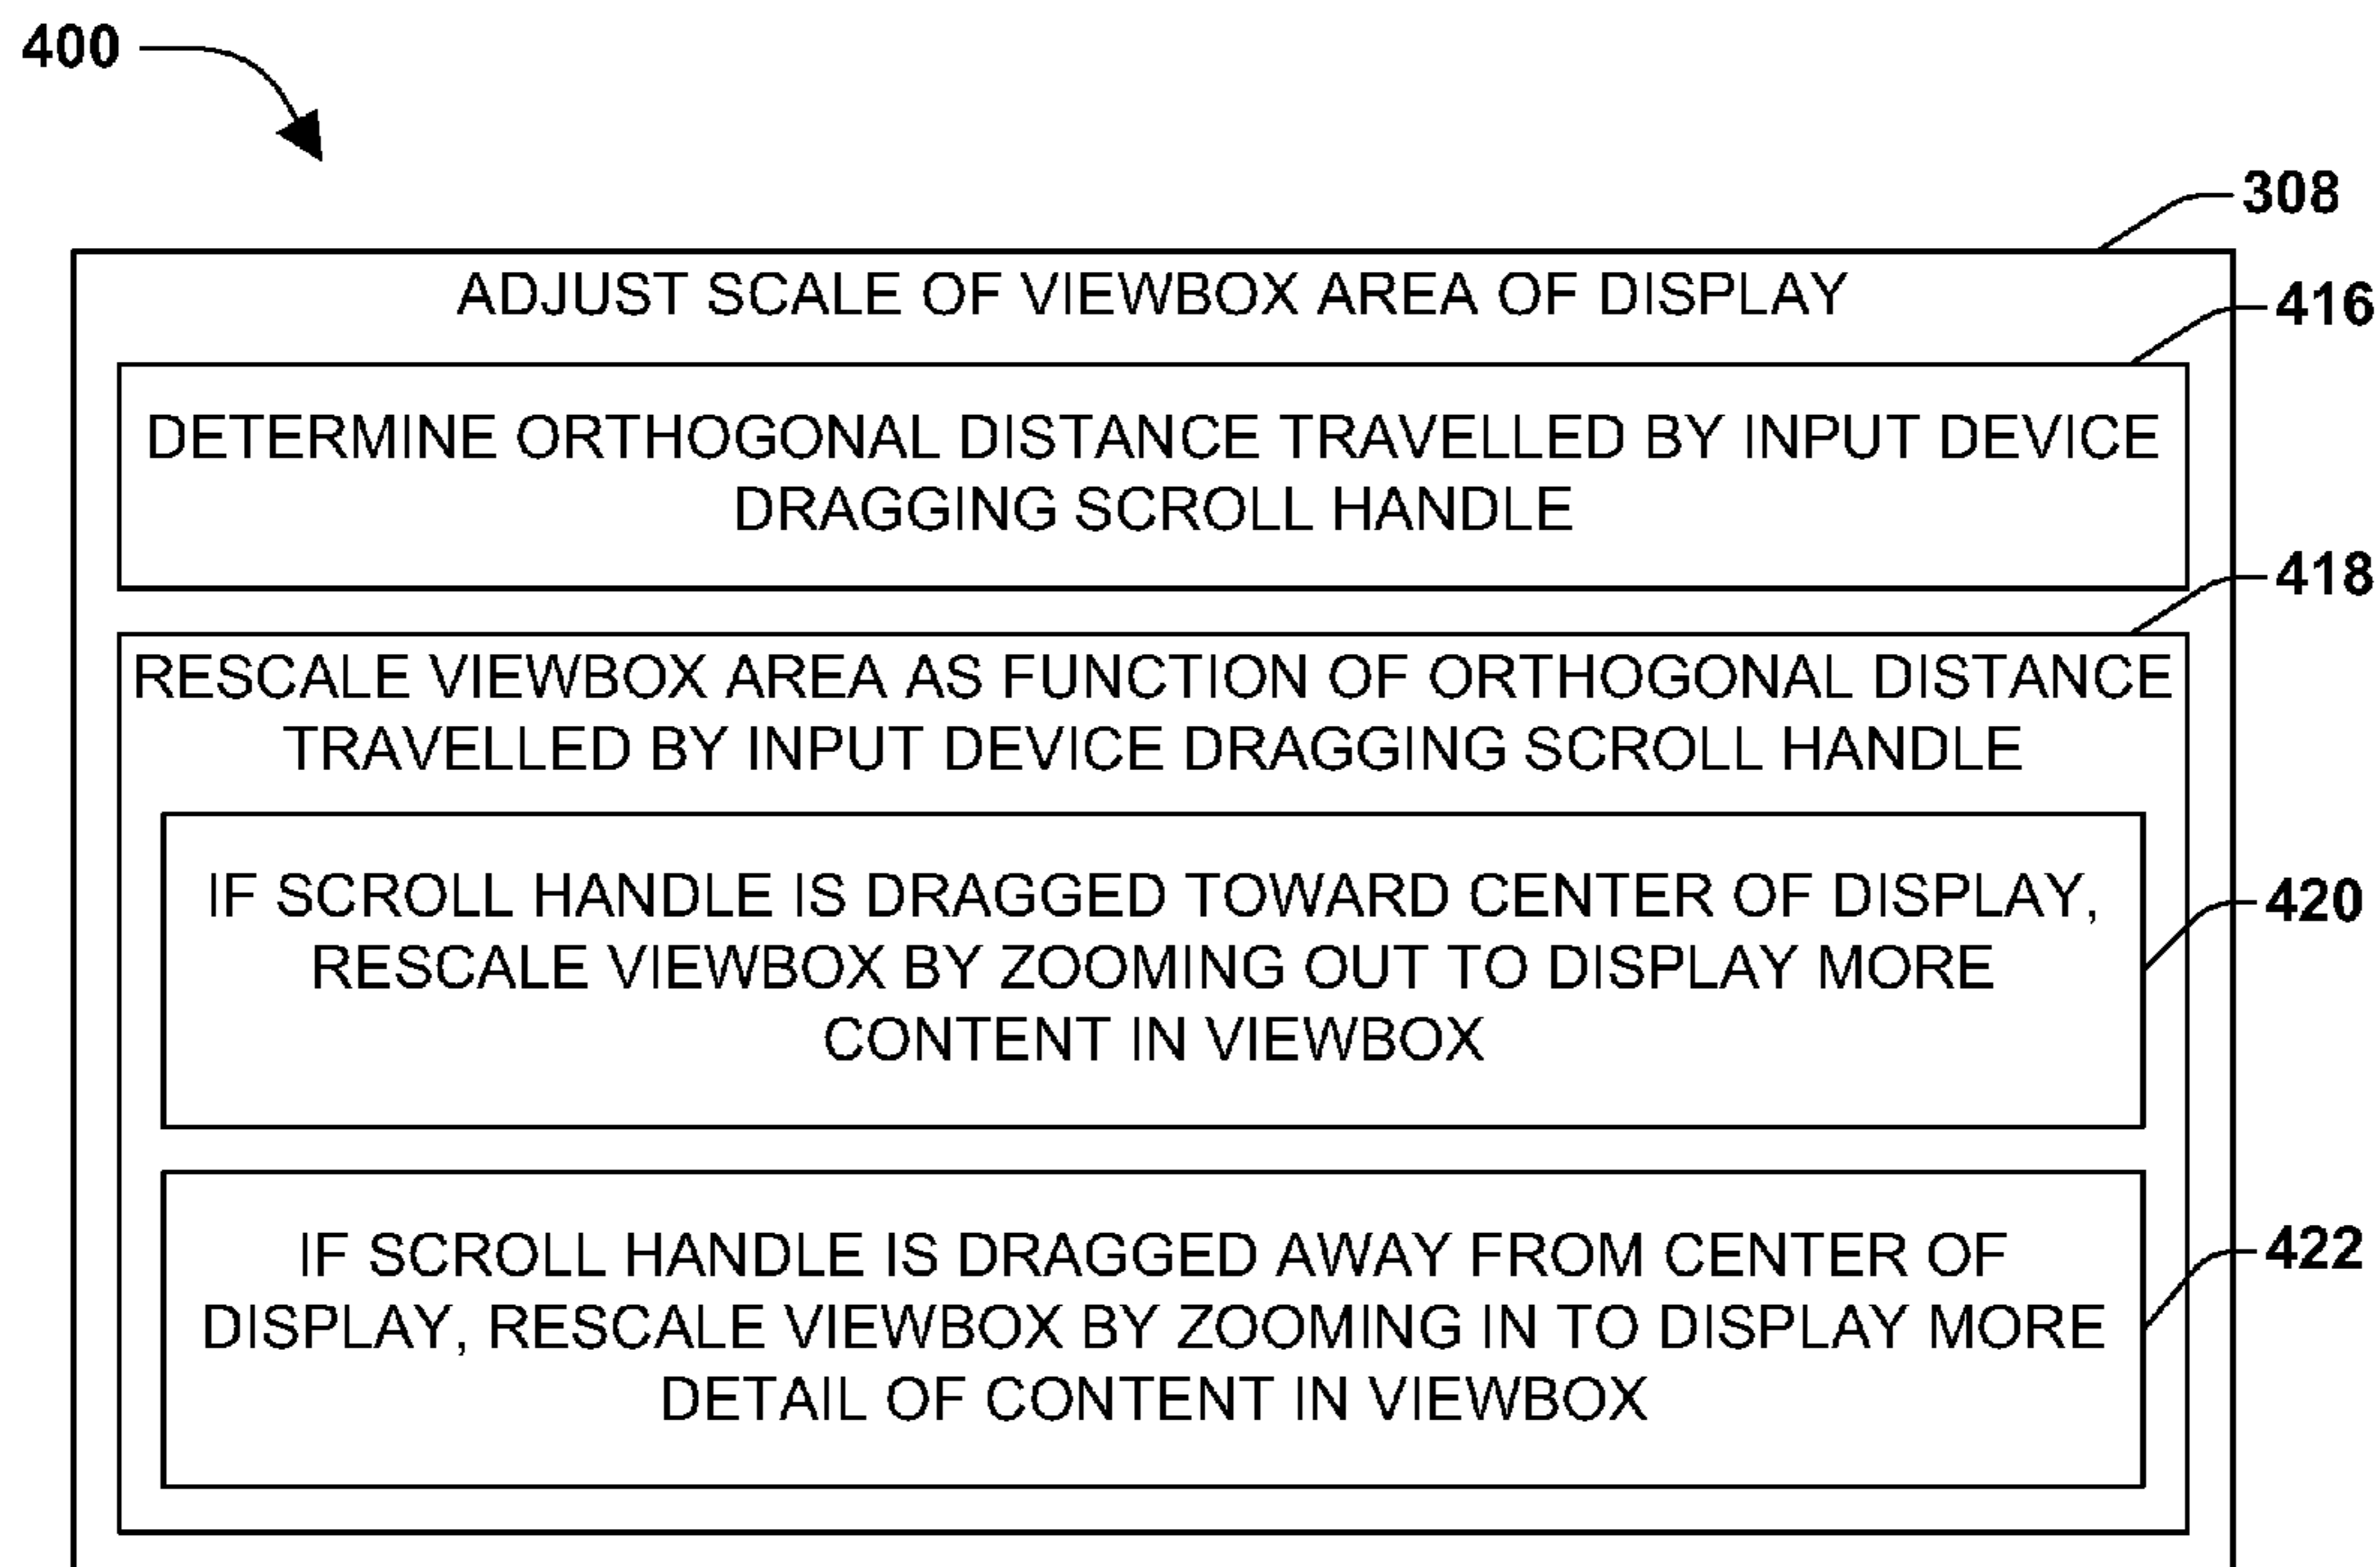 400
308
ADJUST SCALE OF VIEWBOX AREA OF DISPLAY
416
DETERMINE ORTHOGONAL DISTANCE TRAVELLED BY INPUT DEVICE
DRAGGING SCROLL HANDLE
418
RESCALE VIEWBOX AREA AS FUNCTION OF ORTHOGONAL DISTANCE
TRAVELLED BY INPUT DEVICE DRAGGING SCROLL HANDLE
IF SCROLL HANDLE IS DRAGGED TOWARD CENTER OF DISPLAY,
RESCALE VIEWBOX BY ZOOMING OUT TO DISPLAY MORE
CONTENT IN VIEWBOX
420
IF SCROLL HANDLE IS DRAGGED AWAY FROM CENTER OF
DISPLAY, RESCALE VIEWBOX BY ZOOMING IN TO DISPLAY MORE
DETAIL OF CONTENT IN VIEWBOX
422